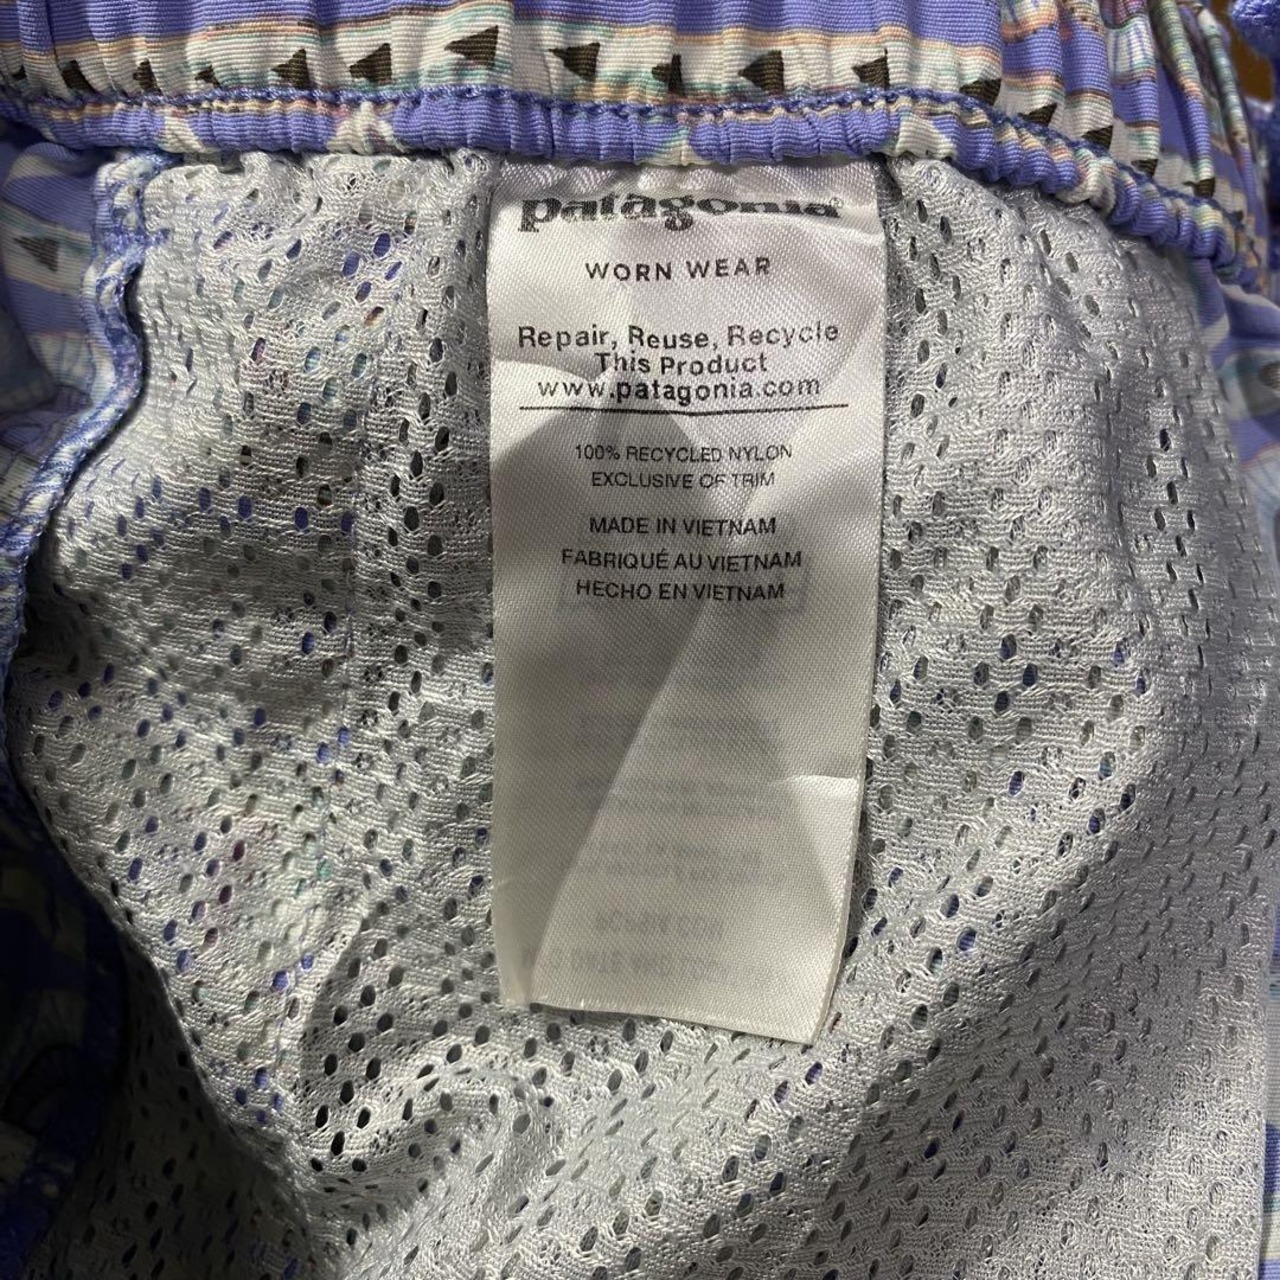 patagonia®
WORN WEAR
Repair, Reuse, Recycle
This Product
www.patagonia.com
100% RECYCLED NYLON
EXCLUSIVE OF TRIM
MADE IN VIETNAM
FABRIQUÉ AU VIETNAM
HECHO EN VIETNAM